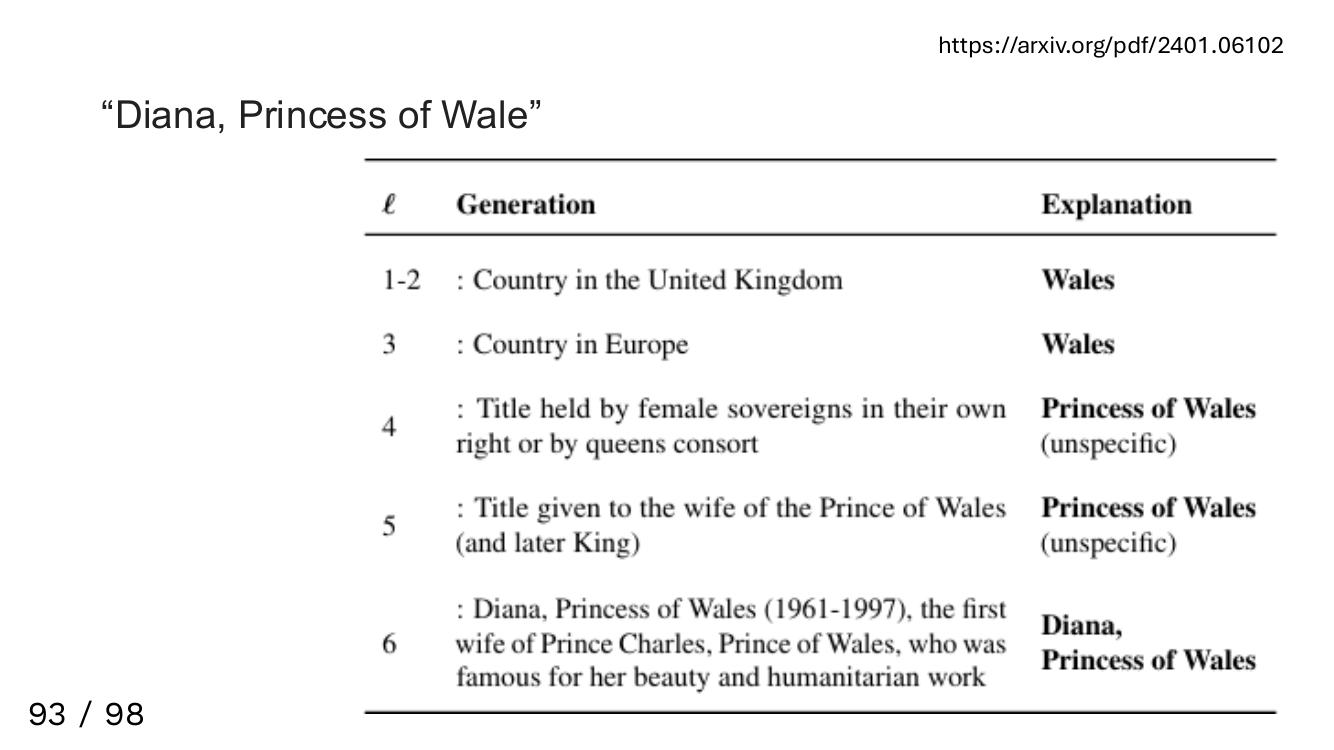 https://arxiv.org/pdf/2401.06102
“Diana, Princess of Wale”
ℓ Generation Explanation
1-2 : Country in the United Kingdom Wales
3 : Country in Europe Wales
4 : Title held by female sovereigns in their own right or by queens consort Princess of Wales (unspecific)
5 : Title given to the wife of the Prince of Wales (and later King) Princess of Wales (unspecific)
6 : Diana, Princess of Wales (1961-1997), the first wife of Prince Charles, Prince of Wales, who was famous for her beauty and humanitarian work Diana, Princess of Wales
93 / 98